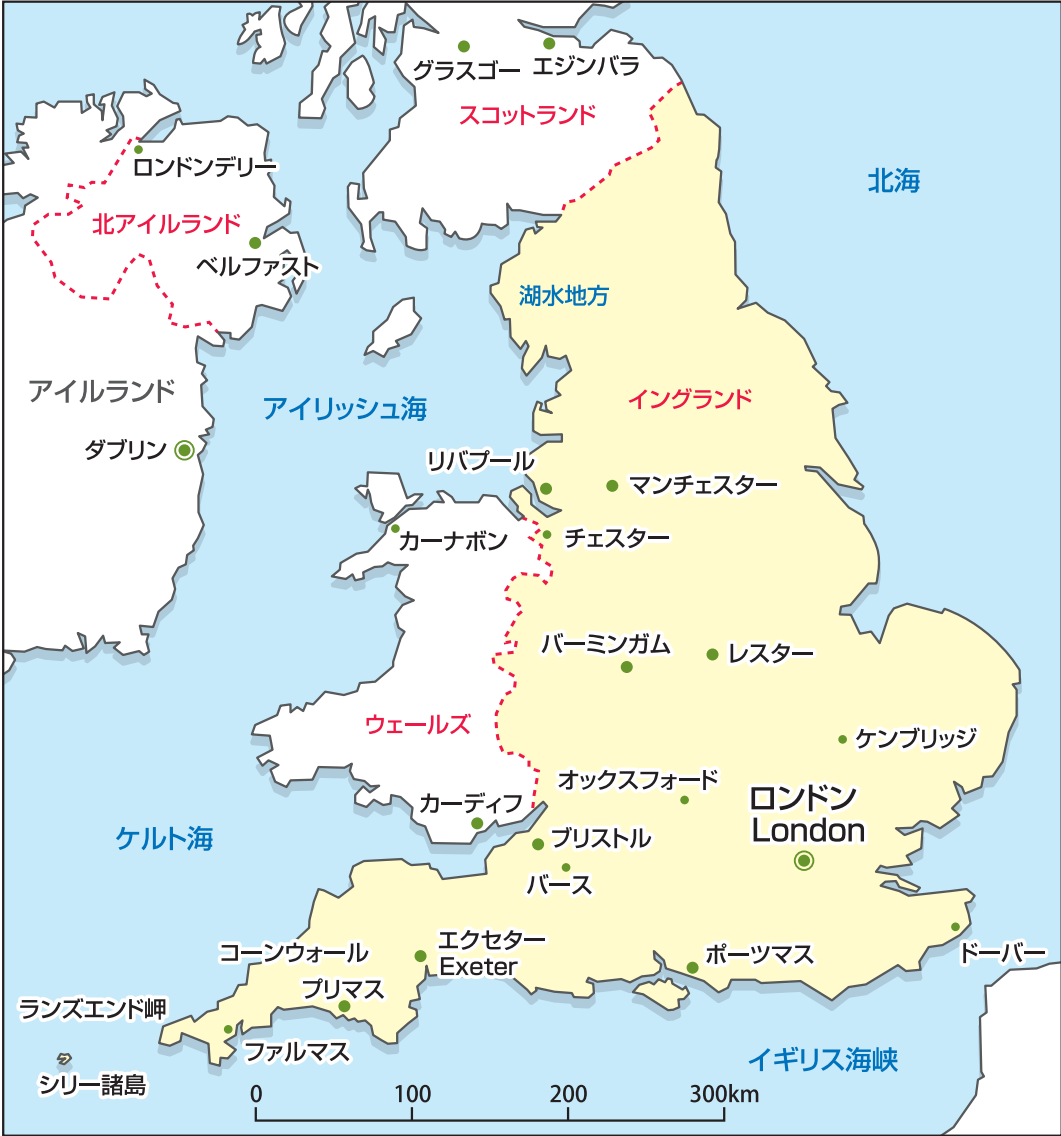 グラスゴー
エジンバラ
スコットランド
ロンドンデリー
北海
北アイルランド
ベルファスト
湖水地方
アイルランド
イングランド
アイリッシュ海
ダブリン
リバプール
マンチェスター
カーナボン
チェスター
バーミンガム
レスター
ウェールズ
ケンブリッジ
オックスフォード
カーディフ
ロンドン
London
ケルト海
ブリストル
バース
エクセター
Exeter
コーンウォール
ポーツマス
ドーバー
プリマス
ランズエンド岬
ファルマス
イギリス海峡
シリー諸島
0 100 200 300km